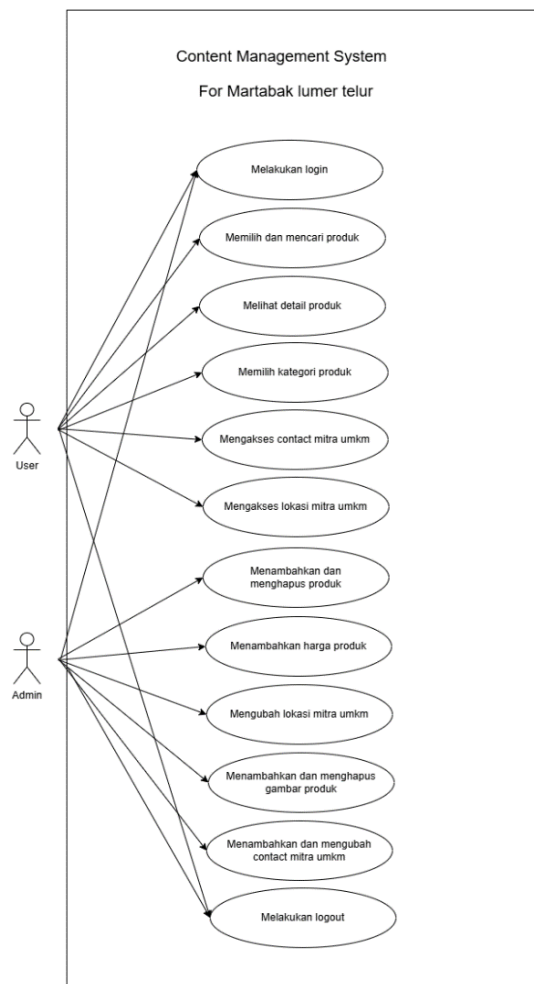 Content Management System
For Martabak lumer telur
Melakukan login
Memilih dan mencari produk
Melihat detail produk
Memilih kategori produk
User
Mengakses contact mitra umkm
Mengakses lokasi mitra umkm
Menambahkan dan
menghapus produk
Menambahkan harga produk
Admin
Mengubah lokasi mitra umkm
Menambahkan dan menghapus
gambar produk
Menambahkan dan mengubah
contact mitra umkm
Melakukan logout